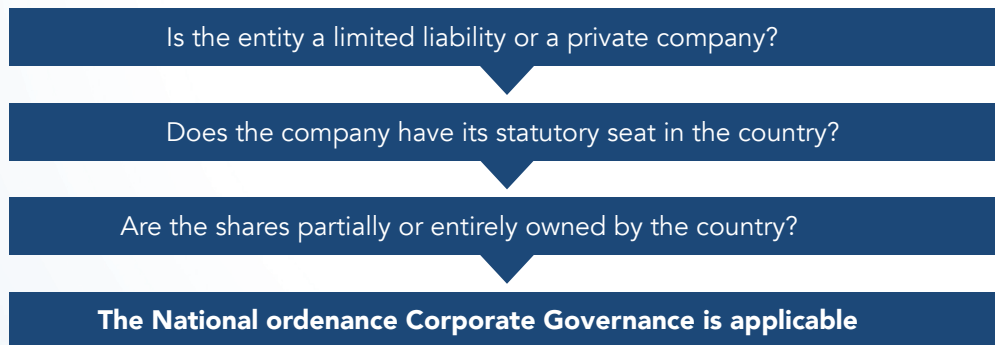 Is the entity a limited liability or a private company?
Does the company have its statutory seat in the country?
Are the shares partially or entirely owned by the country?
The National ordenance Corporate Governance is applicable